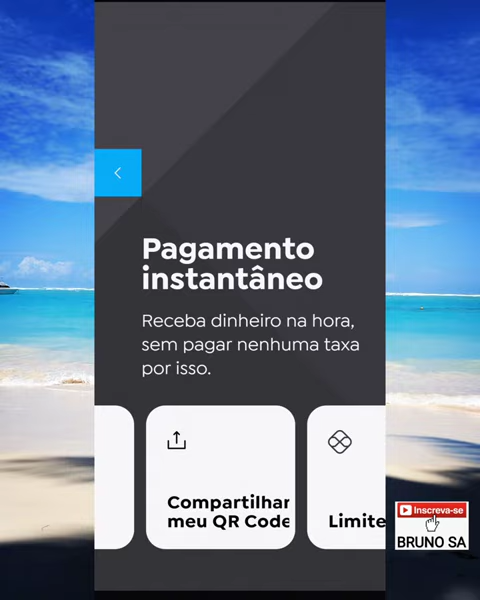 Pagamento
instantâneo
Receba dinheiro na hora,
sem pagar nenhuma taxa
por isso.
Compartilhar
meu QR Code
Limite
Inscreva-se
BRUNO SA